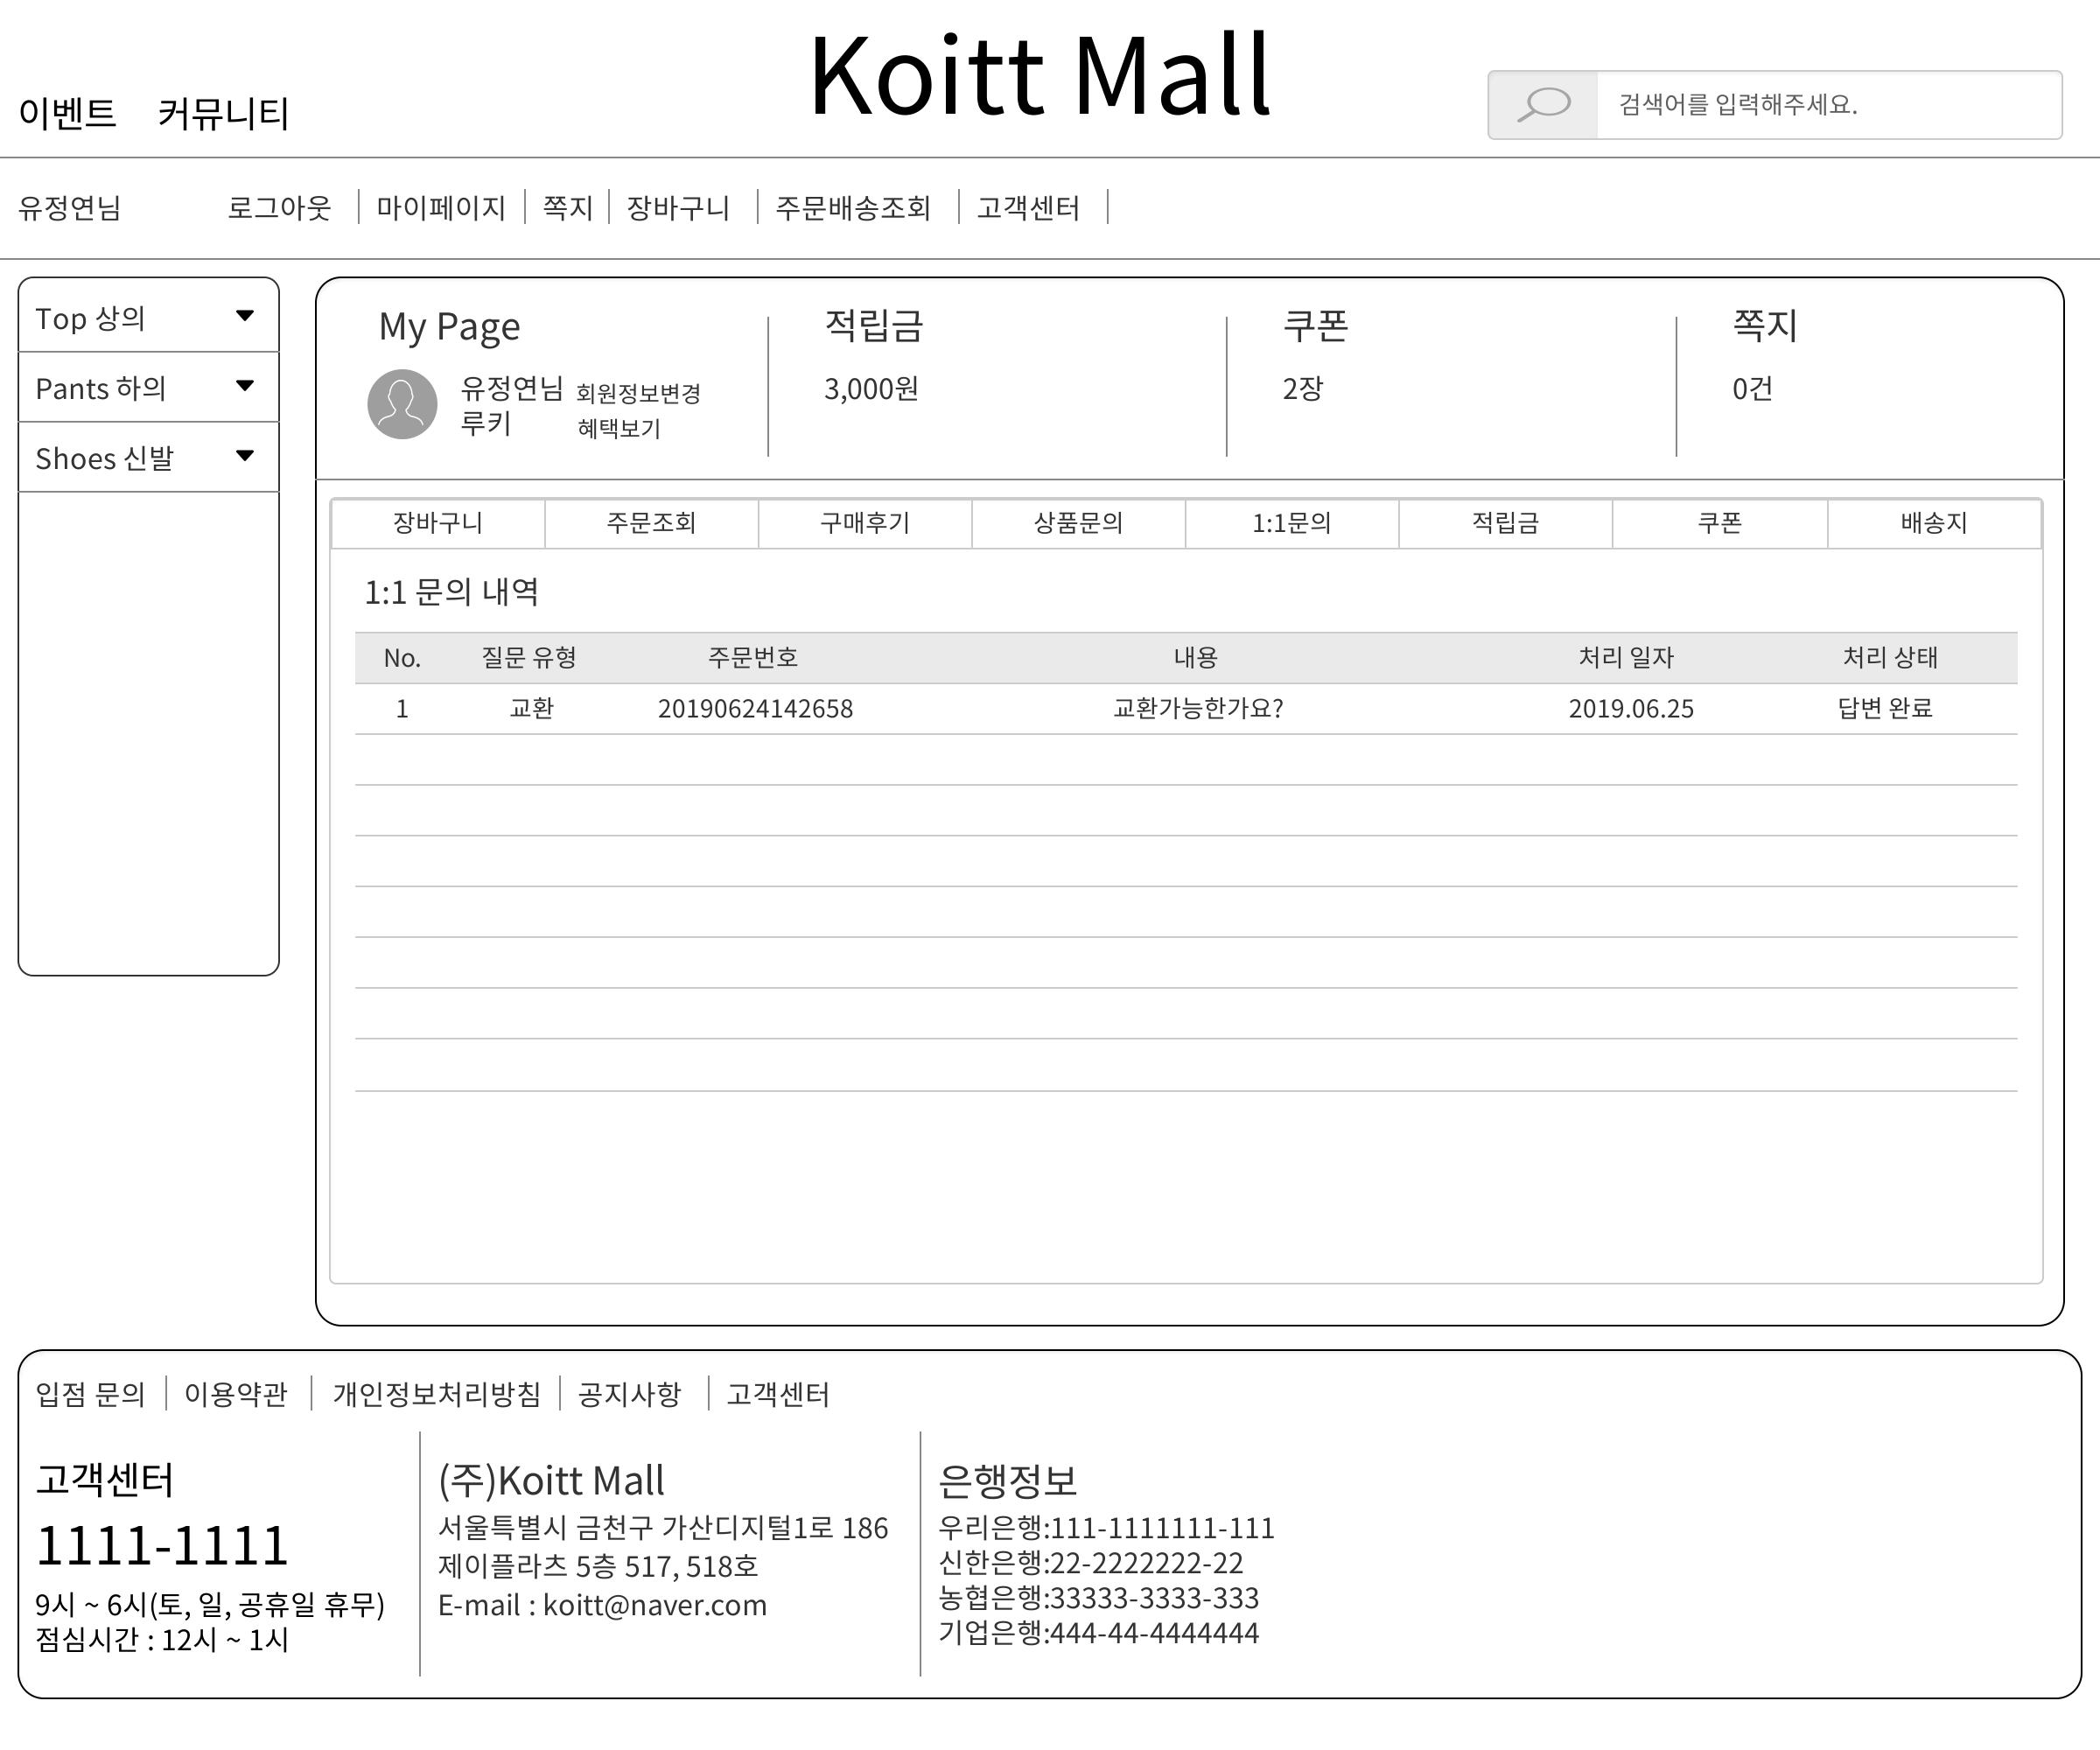 Koitt Mall
이벤트 커뮤니티
검색어를 입력해주세요.
유정연님 로그아웃 마이페이지 쪽지 장바구니 주문배송조회 고객센터
Top 상의
Pants 하의
Shoes 신발
My Page 적립금 쿠폰 쪽지
유정연님 회원정보변경 3,000원 2장 0건
루키 혜택보기
장바구니 주문조회 구매후기 상품문의 1:1문의 적립금 쿠폰 배송지
1:1 문의 내역
No. 질문 유형 주문번호 내용 처리 일자 처리 상태
1 교환 20190624142658 교환가능한가요? 2019.06.25 답변 완료
입점 문의 이용약관 개인정보처리방침 공지사항 고객센터
고객센터
1111-1111
9시 ~ 6시(토, 일, 공휴일 휴무)
점심시간 : 12시 ~ 1시
(주)Koitt Mall
서울특별시 금천구 가산디지털1로 186
제이플라츠 5층 517, 518호
E-mail : koitt@naver.com
은행정보
우리은행:111-1111111-111
신한은행:22-2222222-22
농협은행:33333-3333-333
기업은행:444-44-4444444